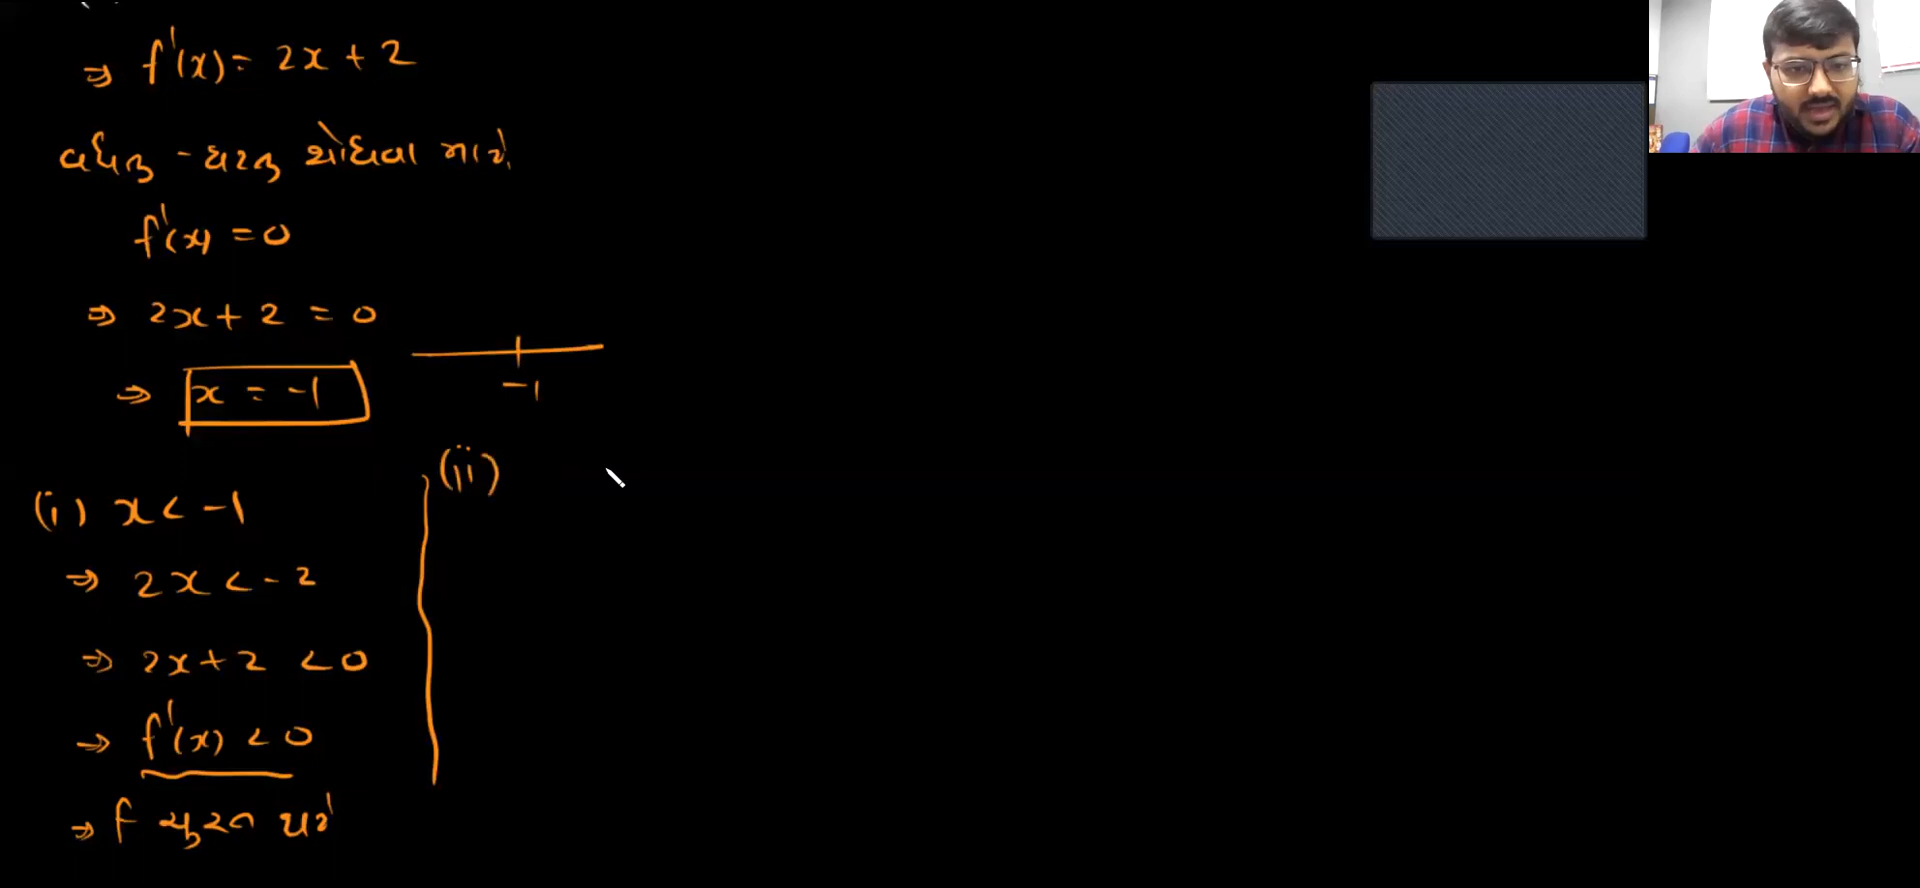 ⇒ f'(x) = 2x + 2
વધતુ - ઘટતુ શોધવા માટે
f'(x) = 0
⇒ 2x + 2 = 0
⇒ x = -1
-1
(i) x < -1
⇒ 2x < -2
⇒ 2x + 2 < 0
⇒ f'(x) < 0
⇒ f
(ii)